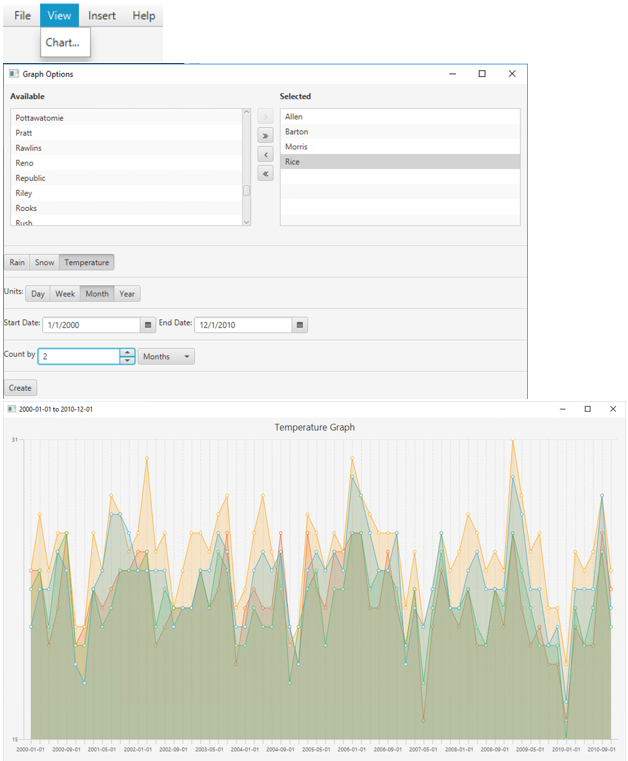 File View Insert Help
Chart...
Graph Options
Available Selected
Pottawatomie
Pratt
Rawlins
Reno
Republic
Riley
Rooks
Rush
Allen
Barton
Morris
Rice
Rain Snow Temperature
Units: Day Week Month Year
Start Date: 1/1/2000 End Date: 12/1/2010
Count by 2 Months
Create
2000-01-01 to 2010-12-01
Temperature Graph
31
15
2000-01-01 2000-09-01 2001-05-01 2002-01-01 2002-09-01 2003-05-01 2004-01-01 2004-09-01 2005-05-01 2006-01-01 2006-09-01 2007-05-01 2008-01-01 2008-09-01 2009-05-01 2010-01-01 2010-09-01